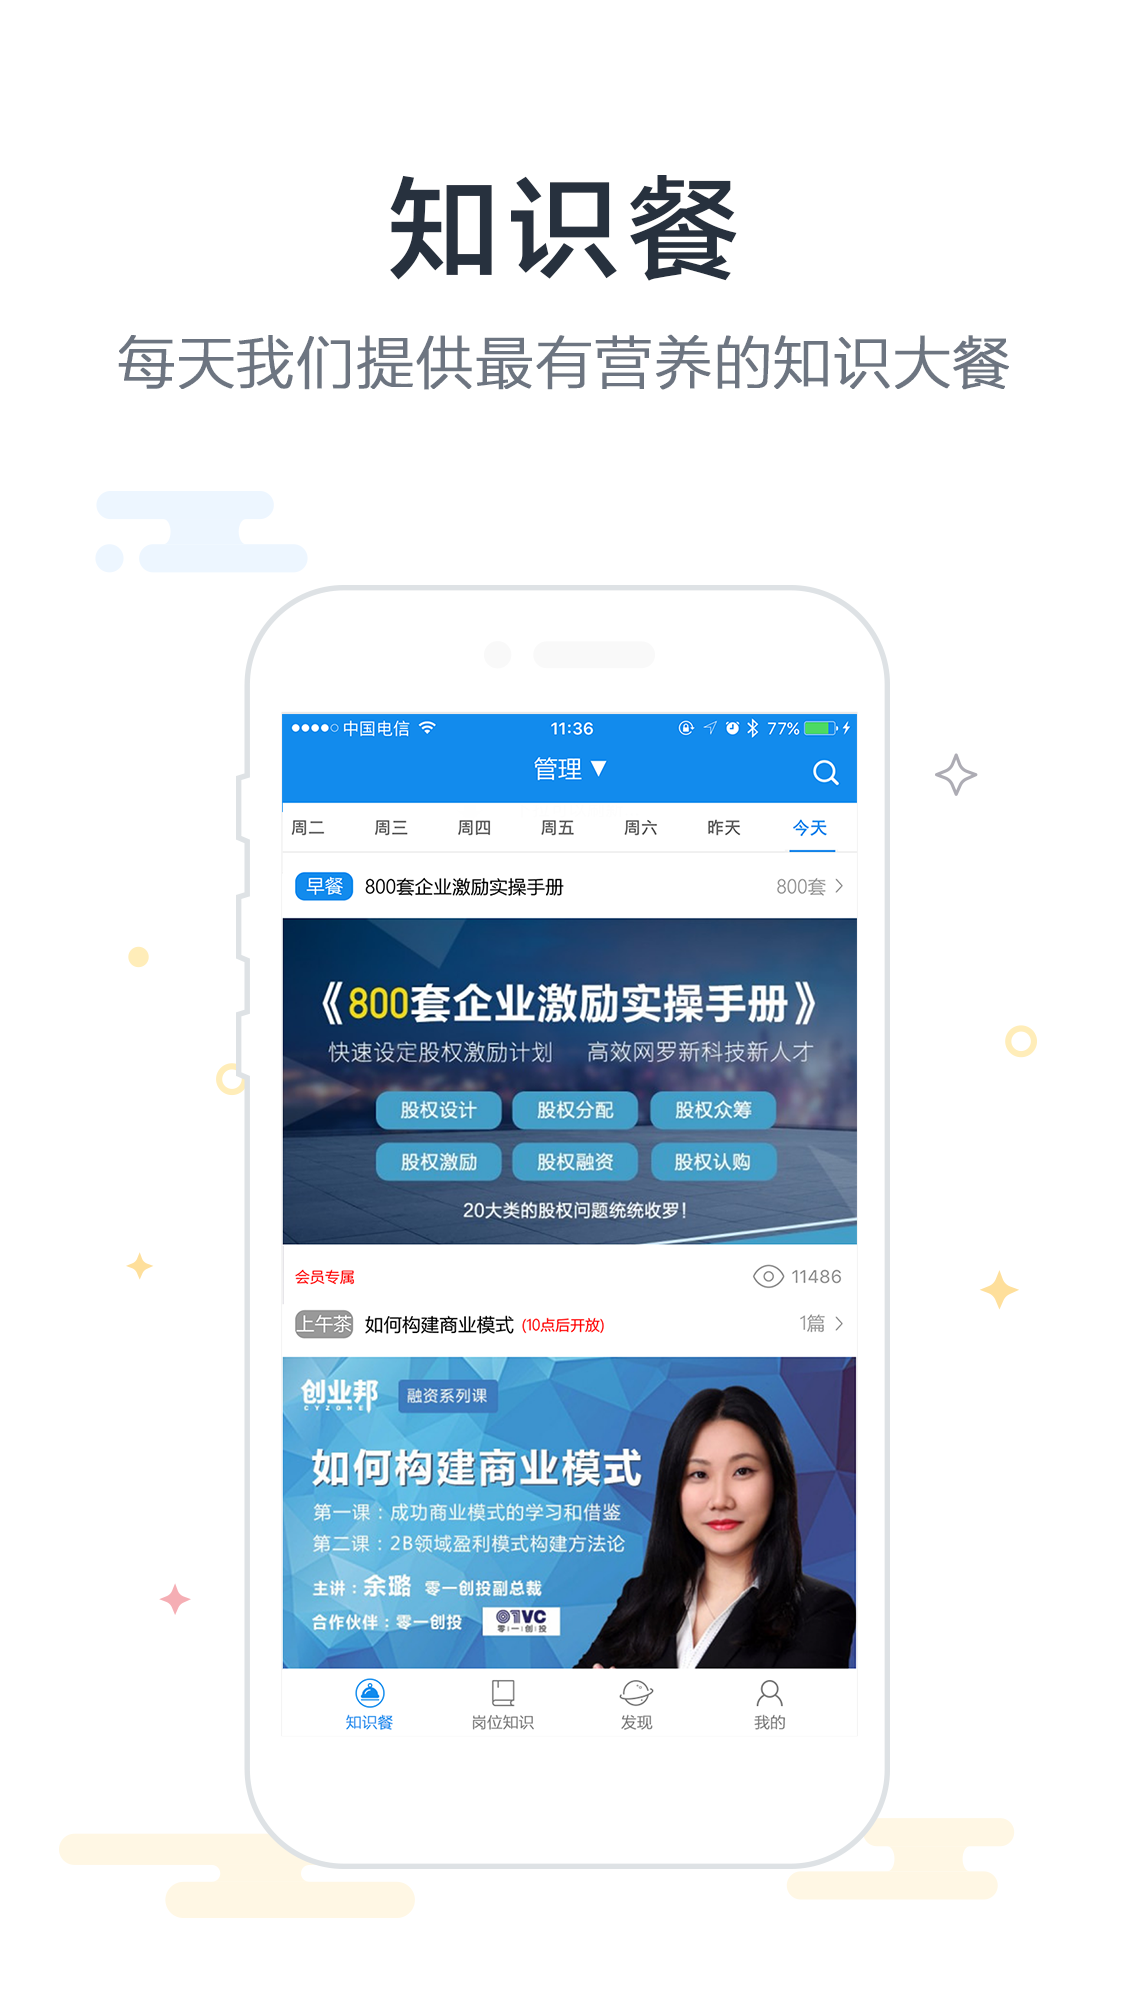 知识餐
每天我们提供最有营养的知识大餐
中国电信 11:36 77%
管理
周二 周三 周四 周五 周六 昨天 今天
早餐 800套企业激励实操手册 800套
《800套企业激励实操手册》
快速设定股权激励计划 高效网罗新科技新人才
股权设计 股权分配 股权众筹
股权激励 股权融资 股权认购
20大类的股权问题统统收罗！
会员专属 11486
上午茶 如何构建商业模式 (10点后开放) 1篇
创业邦 融资系列课
CYZONE
如何构建商业模式
第一课：成功商业模式的学习和借鉴
第二课：2B领域盈利模式构建方法论
主讲：余璐 零一创投副总裁
合作伙伴：零一创投 01VC
零一创投
知识餐 岗位知识 发现 我的